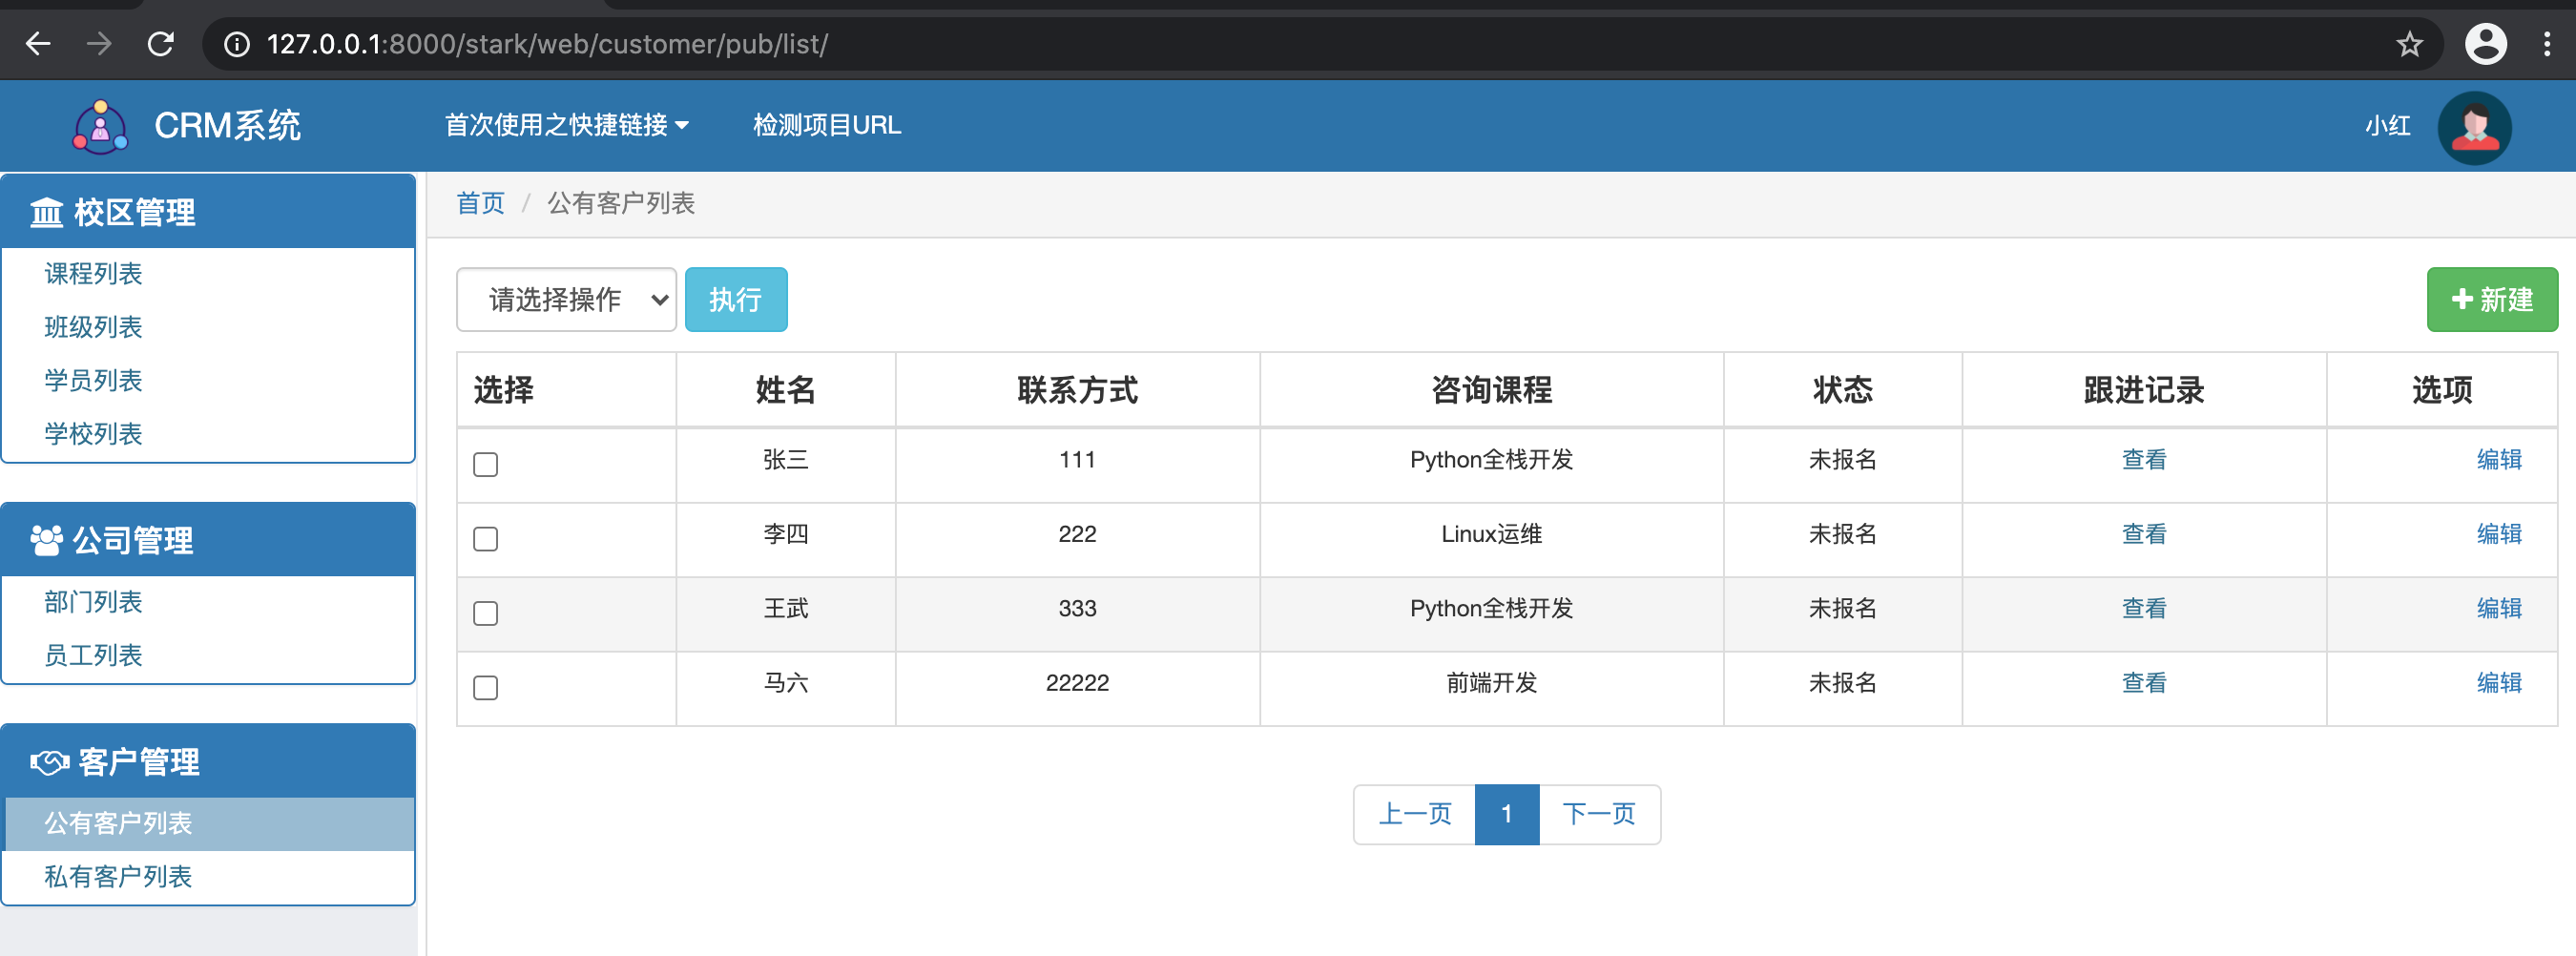 127.0.0.1:8000/stark/web/customer/pub/list/
CRM系统 首次使用之快捷链接 检测项目URL 小红
校区管理
课程列表
班级列表
学员列表
学校列表
公司管理
部门列表
员工列表
客户管理
公有客户列表
私有客户列表
首页 / 公有客户列表
请选择操作 执行 新建
选择 姓名 联系方式 咨询课程 状态 跟进记录 选项
张三 111 Python全栈开发 未报名 查看 编辑
李四 222 Linux运维 未报名 查看 编辑
王武 333 Python全栈开发 未报名 查看 编辑
马六 22222 前端开发 未报名 查看 编辑
上一页 1 下一页